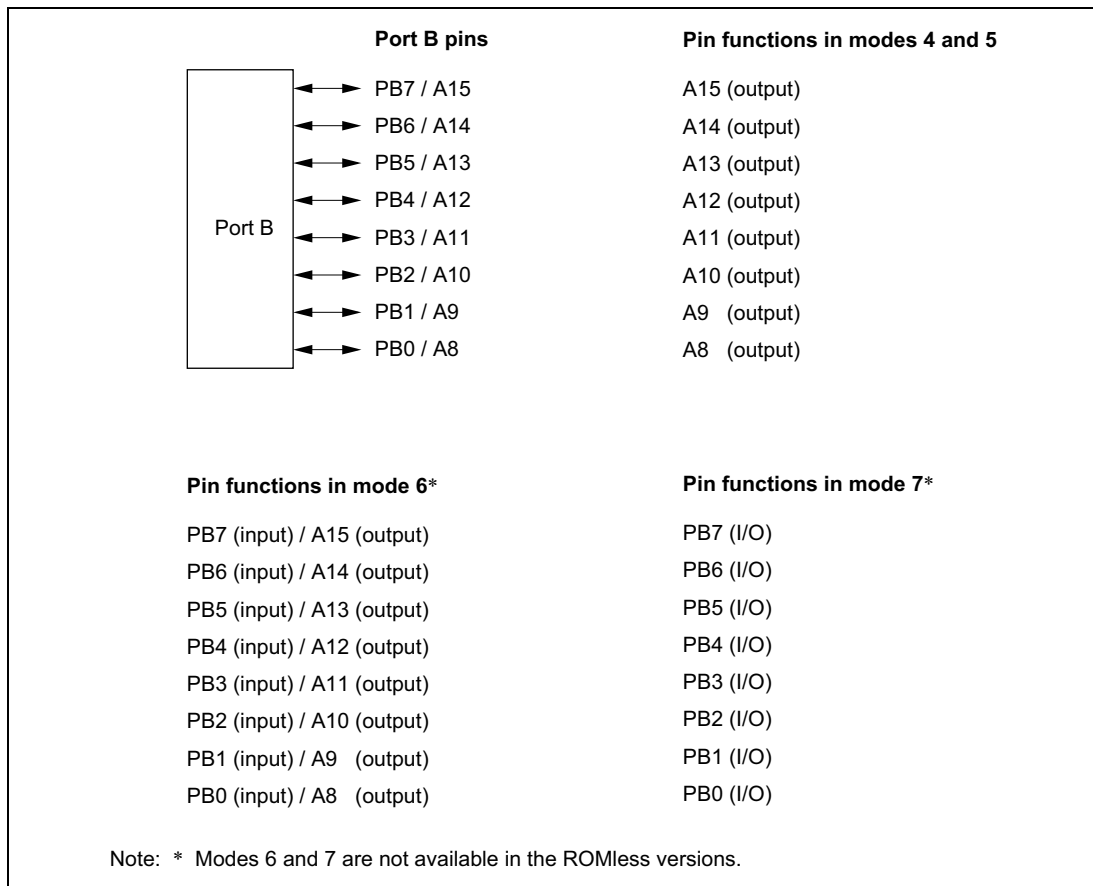 Port B pins
Pin functions in modes 4 and 5
Port B
PB7 / A15
A15 (output)
PB6 / A14
A14 (output)
PB5 / A13
A13 (output)
PB4 / A12
A12 (output)
PB3 / A11
A11 (output)
PB2 / A10
A10 (output)
PB1 / A9
A9 (output)
PB0 / A8
A8 (output)
Pin functions in mode 6*
PB7 (input) / A15 (output)
PB6 (input) / A14 (output)
PB5 (input) / A13 (output)
PB4 (input) / A12 (output)
PB3 (input) / A11 (output)
PB2 (input) / A10 (output)
PB1 (input) / A9 (output)
PB0 (input) / A8 (output)
Pin functions in mode 7*
PB7 (I/O)
PB6 (I/O)
PB5 (I/O)
PB4 (I/O)
PB3 (I/O)
PB2 (I/O)
PB1 (I/O)
PB0 (I/O)
Note: * Modes 6 and 7 are not available in the ROMless versions.